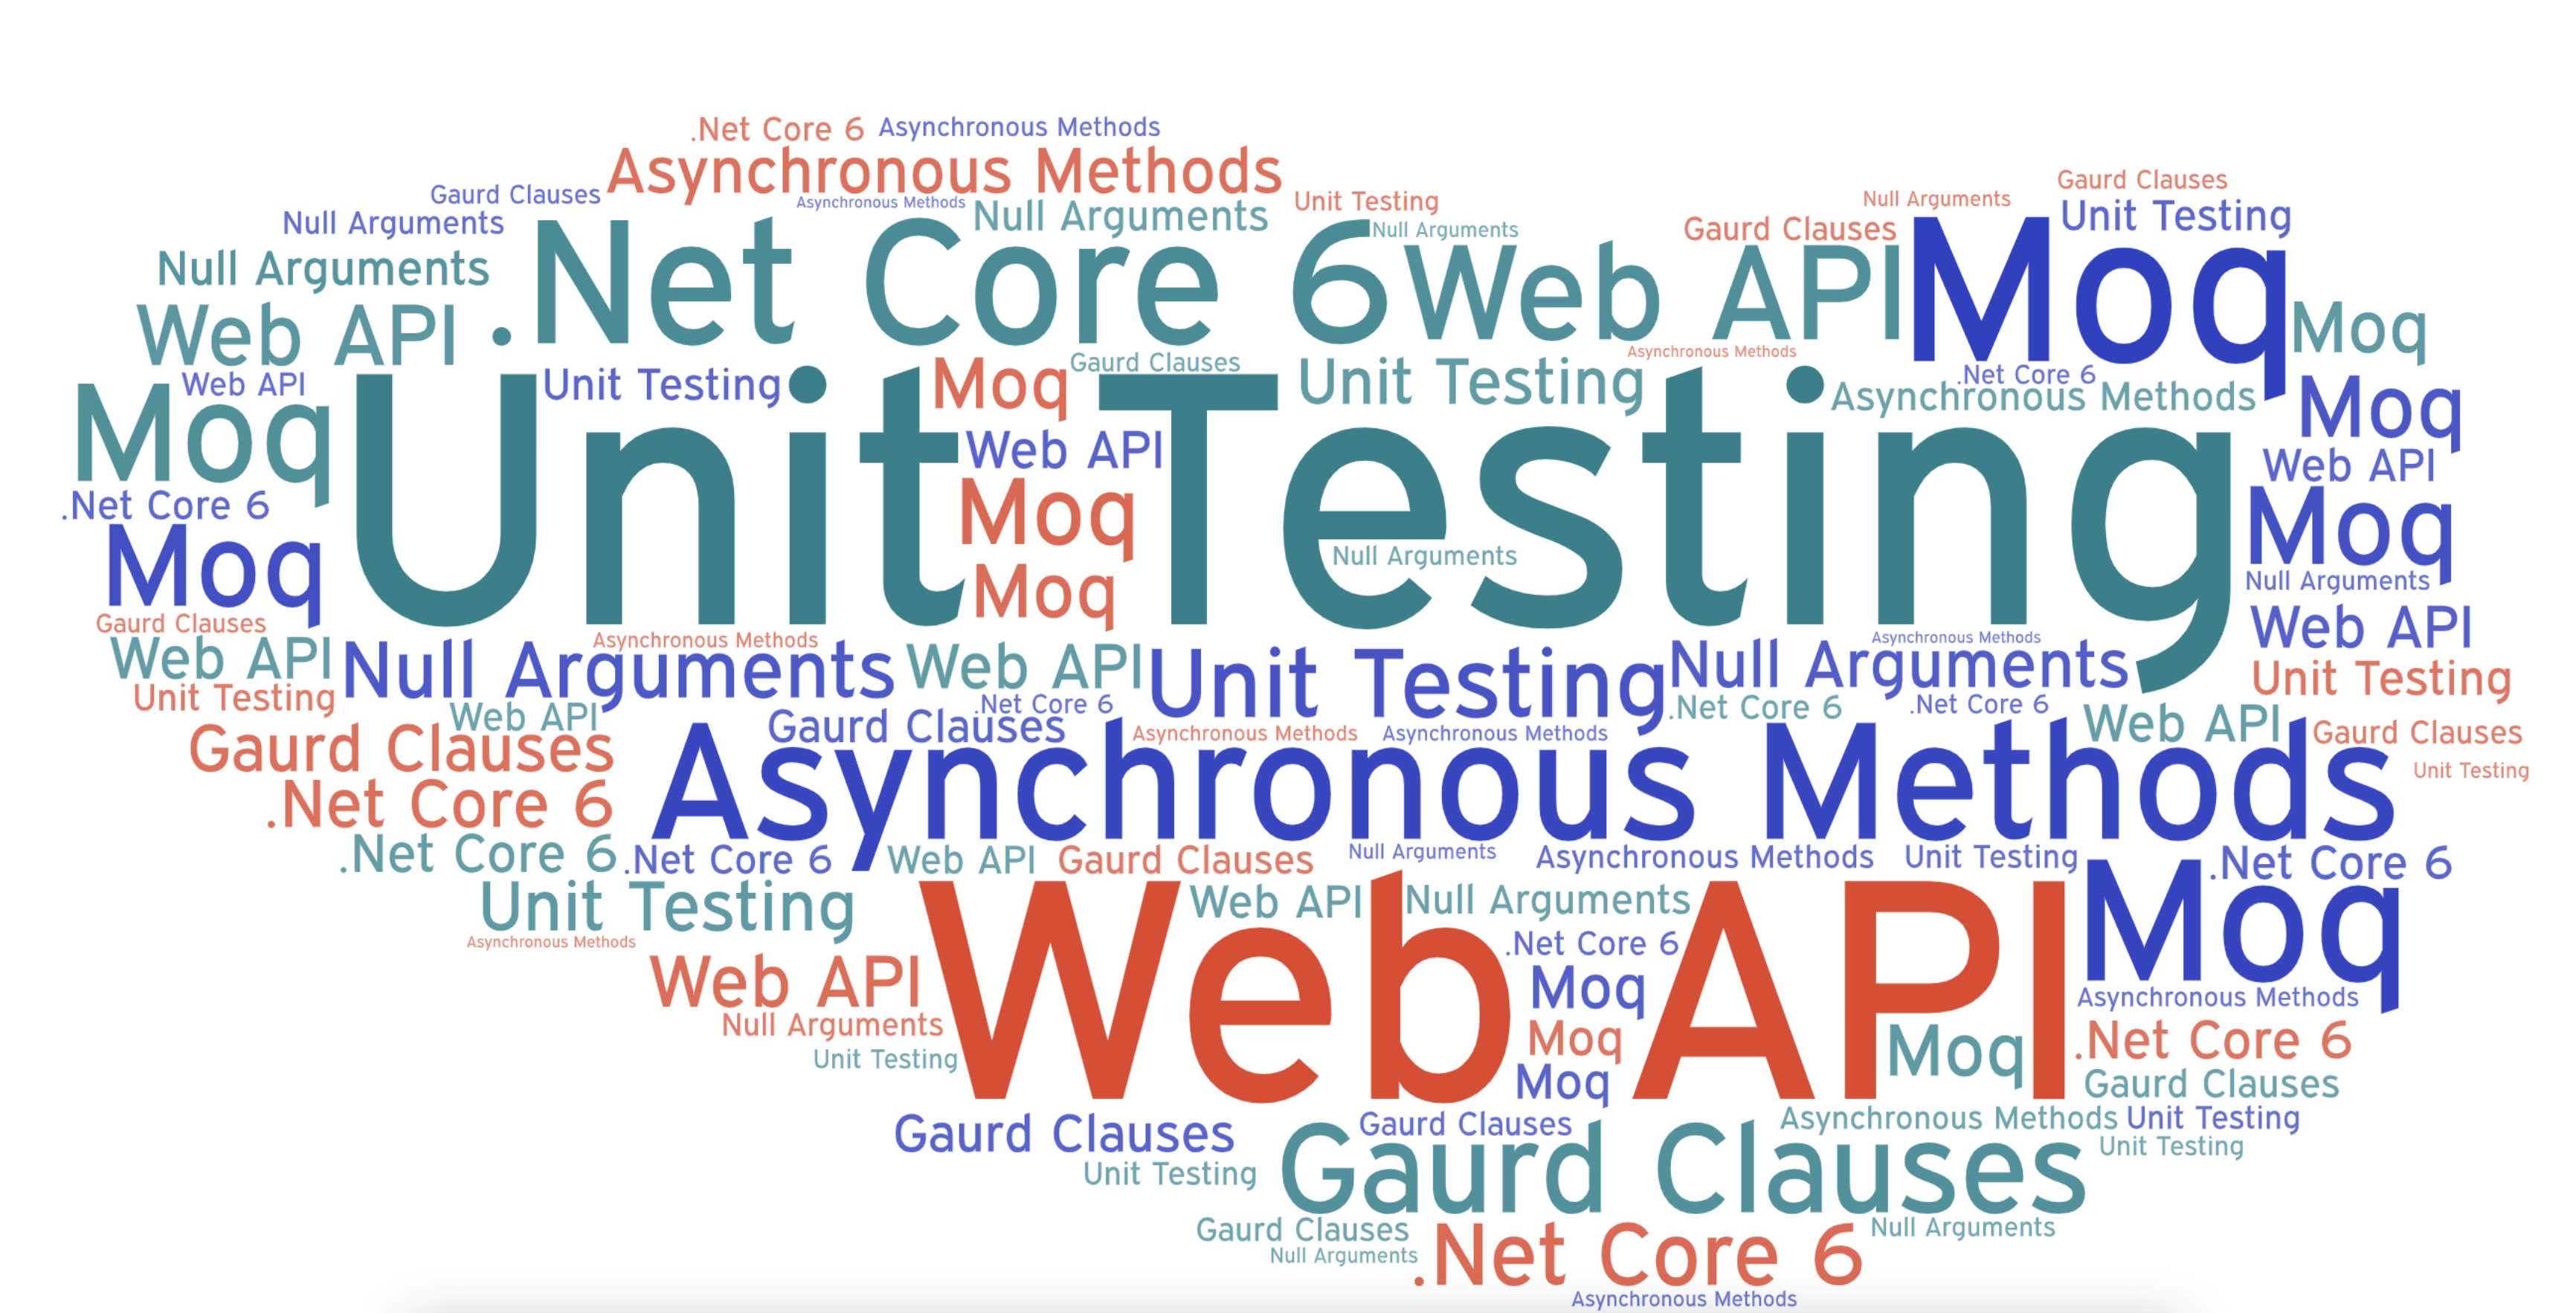 .Net Core 6 Asynchronous Methods
Asynchronous Methods
Gaurd Clauses
Asynchronous Methods
Unit Testing
Null Arguments
Gaurd Clauses
Null Arguments
Null Arguments
Null Arguments
Gaurd Clauses
Unit Testing
Null Arguments
.Net Core 6
Web API
Moq
Web API
Moq
Asynchronous Methods
Gaurd Clauses
Web API
Unit Testing
Moq
Unit Testing
.Net Core 6
Asynchronous Methods
Moq
Moq
Unit Testing
Web API
Web API
.Net Core 6
Moq
Moq
Moq
Null Arguments
Moq
Null Arguments
Gaurd Clauses
Asynchronous Methods
Asynchronous Methods
Web API
Web API
Null Arguments
Web API
Unit Testing
Null Arguments
Unit Testing
Unit Testing
Web API
.Net Core 6
.Net Core 6
.Net Core 6
Web API
Gaurd Clauses
Gaurd Clauses
Asynchronous Methods
Asynchronous Methods
Gaurd Clauses
Unit Testing
Asynchronous Methods
.Net Core 6
.Net Core 6
.Net Core 6
Web API
Gaurd Clauses
Null Arguments
Asynchronous Methods
Unit Testing
.Net Core 6
Unit Testing
Web API
Null Arguments
Moq
Asynchronous Methods
.Net Core 6
Web API
Web API
Moq
Asynchronous Methods
Null Arguments
Moq
.Net Core 6
Unit Testing
Moq
Moq
Gaurd Clauses
Gaurd Clauses
Gaurd Clauses
Asynchronous Methods
Unit Testing
Unit Testing
Unit Testing
Gaurd Clauses
Gaurd Clauses
Null Arguments
Null Arguments
.Net Core 6
Asynchronous Methods